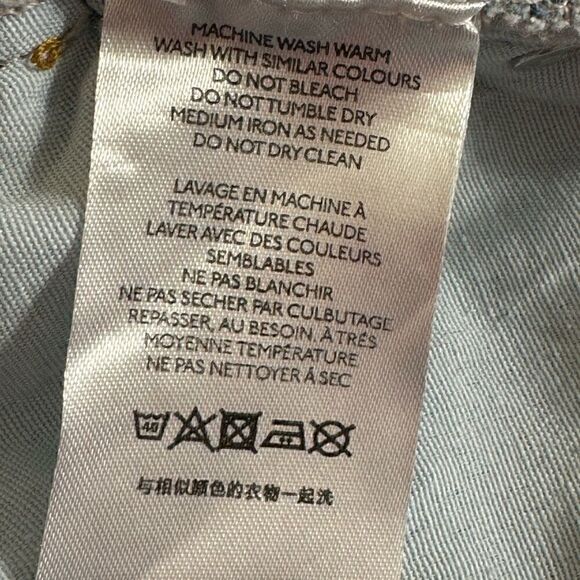 MACHINE WASH WARM
WASH WITH SIMILAR COLOURS
DO NOT BLEACH
DO NOT TUMBLE DRY
MEDIUM IRON AS NEEDED
DO NOT DRY CLEAN
LAVAGE EN MACHINE À
TEMPÉRATURE CHAUDE
LAVER AVEC DES COULEURS
SEMBLABLES
NE PAS BLANCHIR
NE PAS SECHER PAR CULBUTAGE
REPASSER, AU BESOIN, À TRÉS
MOYENNE TEMPÉRATURE
NE PAS NETTOYER À SEC
40
与相似颜色的衣物一起洗